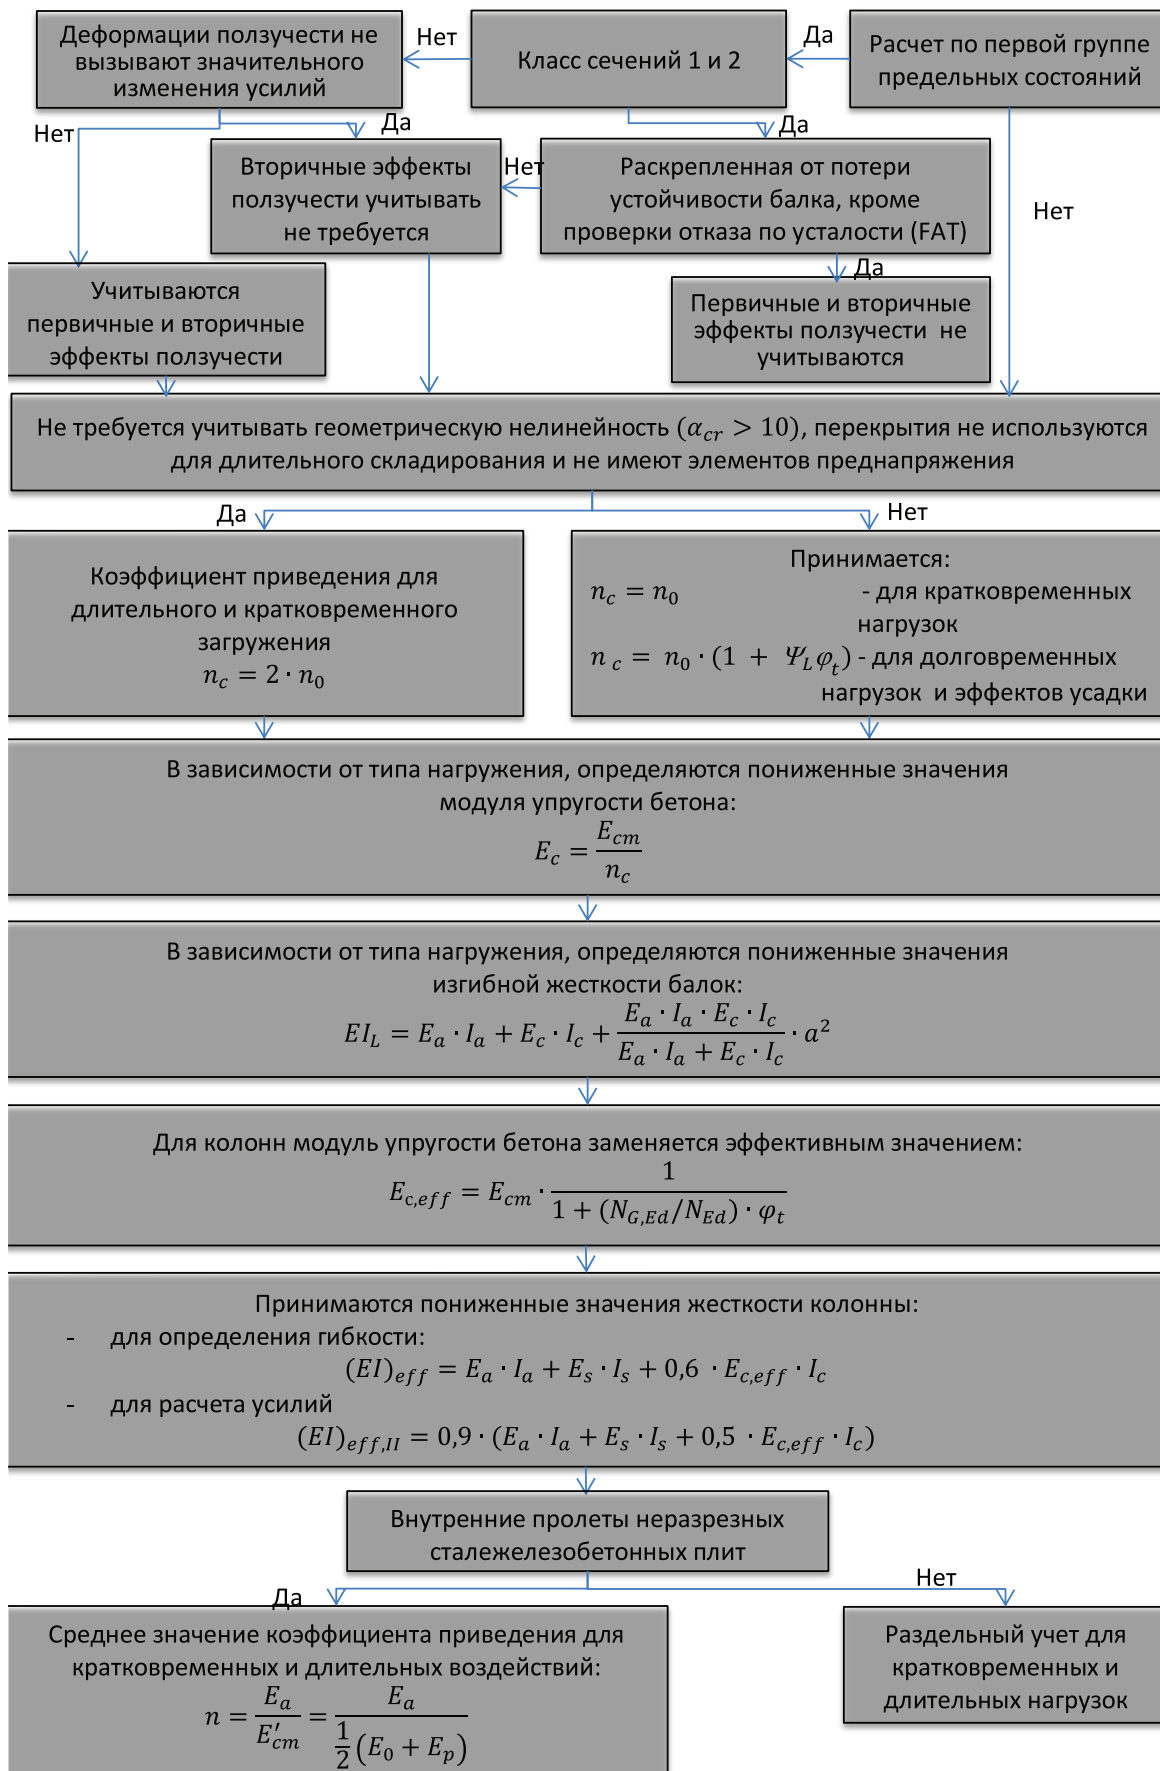 Деформации ползучести не
вызывают значительного
изменения усилий
Нет
Класс сечений 1 и 2
Да
Расчет по первой группе
предельных состояний
Нет
Да
Да
Вторичные эффекты
ползучести учитывать
не требуется
Нет
Раскрепленная от потери
устойчивости балка, кроме
проверки отказа по усталости (FAT)
Нет
Да
Учитываются
первичные и вторичные
эффекты ползучести
Первичные и вторичные
эффекты ползучести не
учитываются
Не требуется учитывать геометрическую нелинейность (α_cr > 10), перекрытия не используются
для длительного складирования и не имеют элементов преднапряжения
Да
Нет
Коэффициент приведения для
длительного и кратковременного
загружения
n_c = 2 · n_0
Принимается:
n_c = n_0 - для кратковременных
нагрузок
n_c = n_0 · (1 + Ψ_L φ_t) - для долговременных
нагрузок и эффектов усадки
В зависимости от типа нагружения, определяются пониженные значения
модуля упругости бетона:
E_c = E_cm / n_c
В зависимости от типа нагружения, определяются пониженные значения
изгибной жесткости балок:
EI_L = E_a · I_a + E_c · I_c + (E_a · I_a · E_c · I_c) / (E_a · I_a + E_c · I_c) · a²
Для колонн модуль упругости бетона заменяется эффективным значением:
E_c,eff = E_cm · 1 / (1 + (N_G,Ed/N_Ed) · φ_t)
Принимаются пониженные значения жесткости колонны:
- для определения гибкости:
(EI)_eff = E_a · I_a + E_s · I_s + 0,6 · E_c,eff · I_c
- для расчета усилий
(EI)_eff,II = 0,9 · (E_a · I_a + E_s · I_s + 0,5 · E_c,eff · I_c)
Внутренние пролеты неразрезных
сталежелезобетонных плит
Да
Нет
Среднее значение коэффициента приведения для
кратковременных и длительных воздействий:
n = E_a / E'_cm = E_a / (1/2 (E_0 + E_p))
Раздельный учет для
кратковременных и
длительных нагрузок